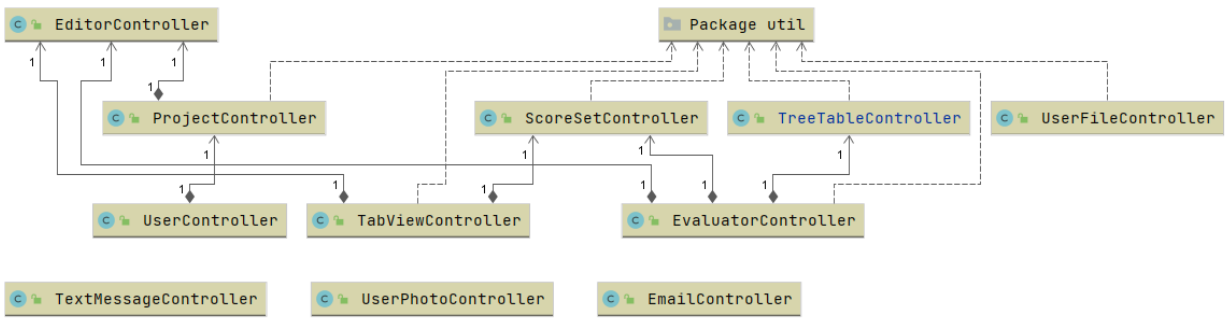 EditorController
Package util
1
1
1
1
ProjectController
ScoreSetController
TreeTableController
UserFileController
1
1
1
1
1
1
1
1
1
1
UserController
TabViewController
EvaluatorController
TextMessageController
UserPhotoController
EmailController